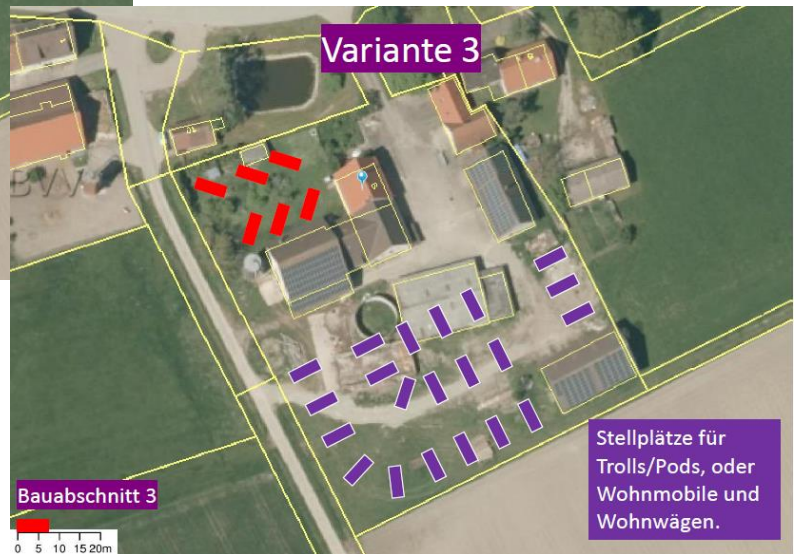 Variante 3
Stellplätze für
Trolls/Pods, oder
Wohnmobile und
Wohnwägen.
Bauabschnitt 3
0 5 10 15 20m